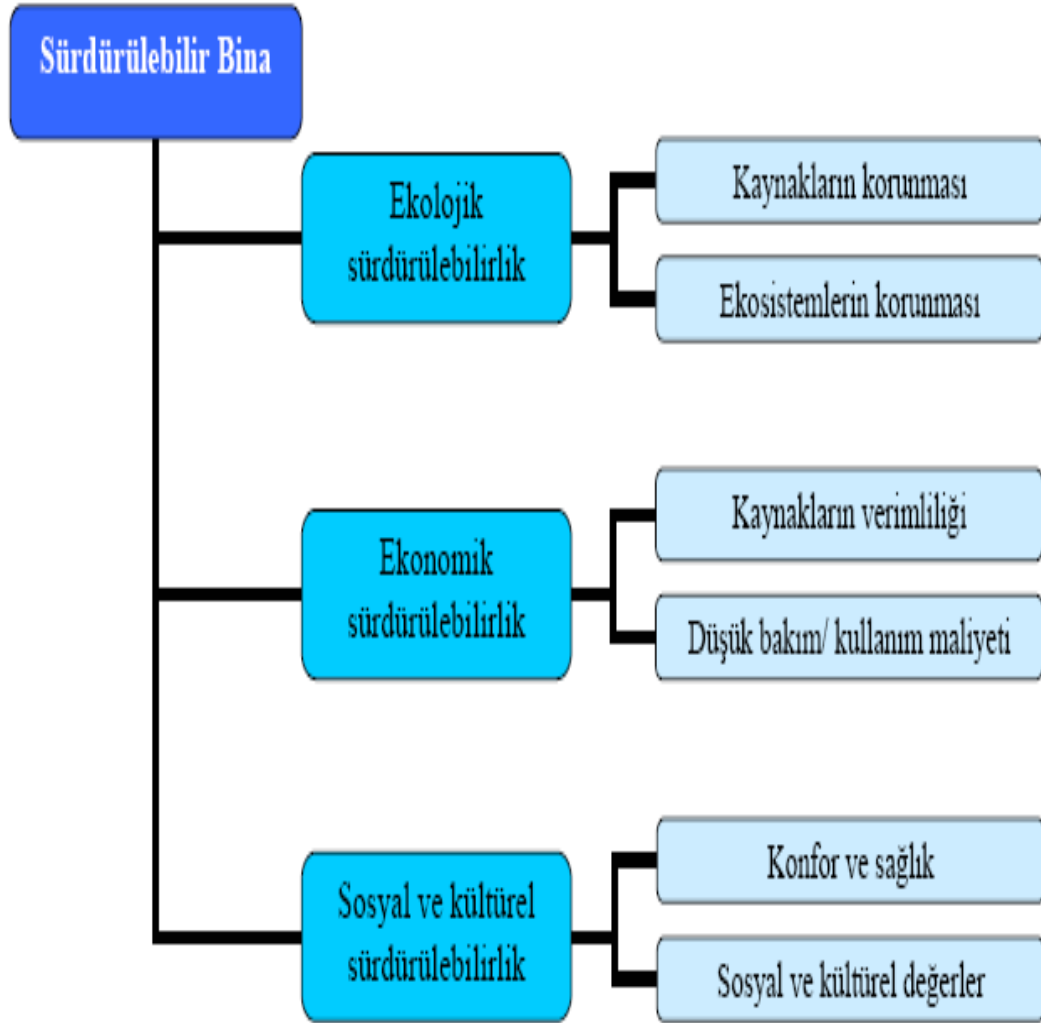 Sürdürülebilir Bina
Ekolojik
sürdürülebilirlik
Kaynakların korunması
Ekosistemlerin korunması
Ekonomik
sürdürülebilirlik
Kaynakların verimliliği
Düşük bakım/ kullanım maliyeti
Sosyal ve kültürel
sürdürülebilirlik
Konfor ve sağlık
Sosyal ve kültürel değerler